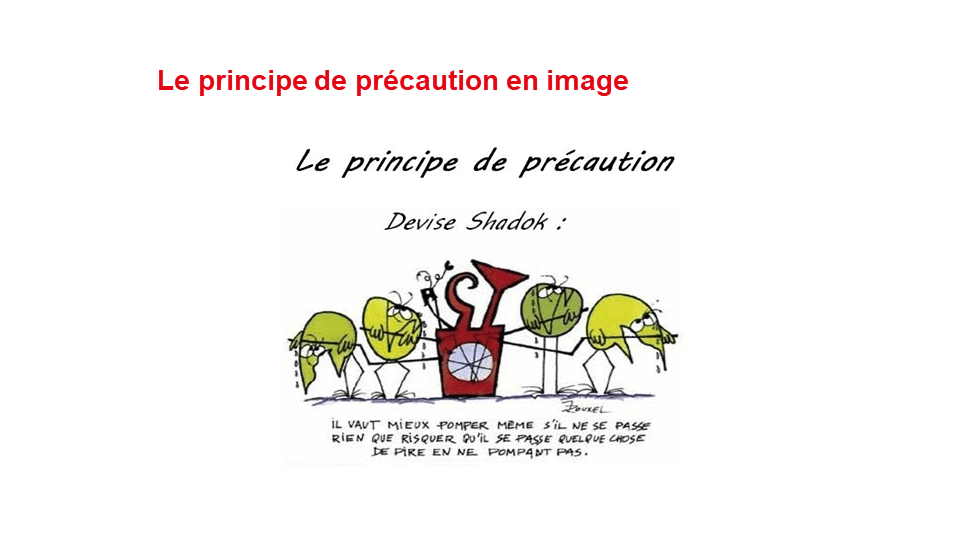 Le principe de précaution en image
Le principe de précaution
Devise Shadok :
ROUXEL
IL VAUT MIEUX POMPER MÊME S'IL NE SE PASSE
RIEN QUE RISQUER QU'IL SE PASSE QUELQUE CHOSE
DE PIRE EN NE POMPANT PAS.